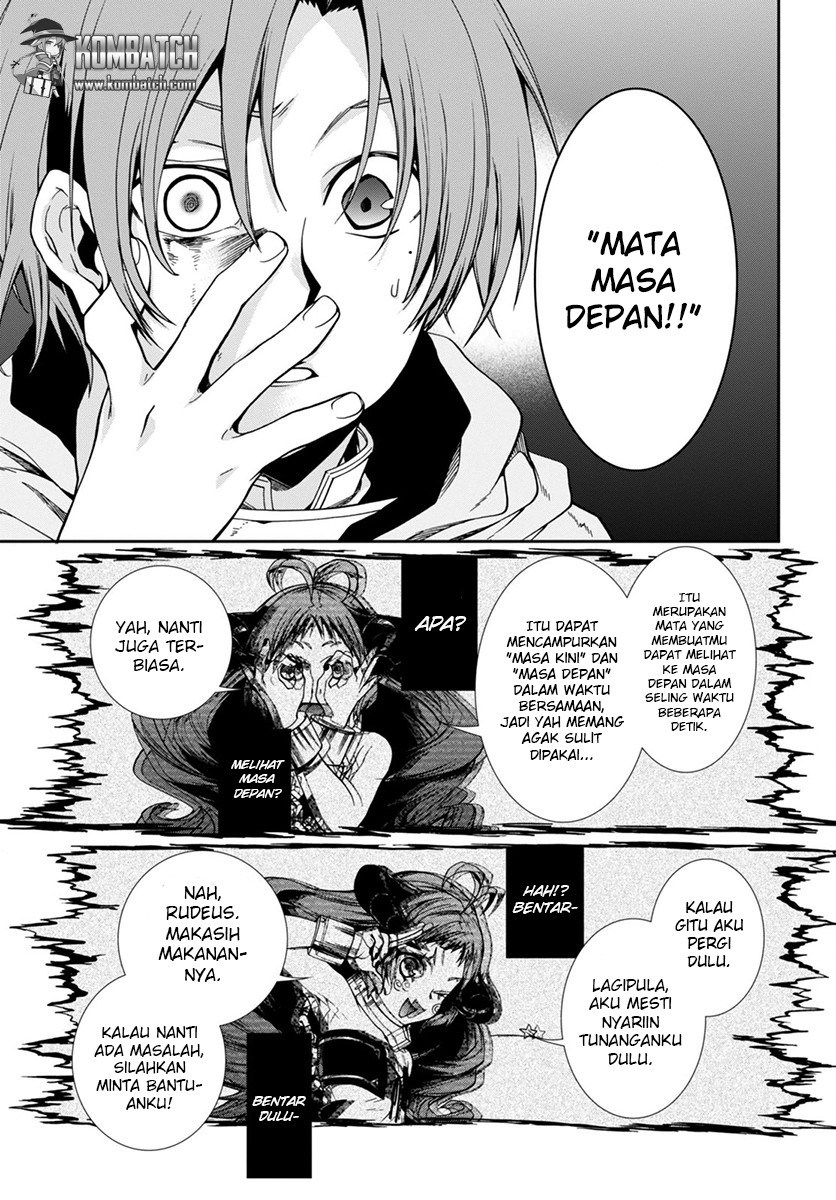 KOMBATCH
www.kombatch.com
"MATA
MASA
DEPAN!!"
ITU
MERUPAKAN
MATA YANG
MEMBUATMU
DAPAT MELIHAT
KE MASA
DEPAN DALAM
SELING WAKTU
BEBERAPA
DETIK.
ITU DAPAT
MENCAMPURKAN
"MASA KINI" DAN
"MASA DEPAN"
DALAM WAKTU
BERSAMAAN,
JADI YAH MEMANG
AGAK SULIT
DIPAKAI...
APA?
MELIHAT
MASA
DEPAN?
YAH, NANTI
JUGA TER-
BIASA.
KALAU
GITU AKU
PERGI
DULU.
LAGIPULA,
AKU MESTI
NYARIIN
TUNANGANKU
DULU.
HAH!?
BENTAR-
NAH,
RUDEUS.
MAKASIH
MAKANAN-
NYA.
KALAU NANTI
ADA MASALAH,
SILAHKAN
MINTA BANTU-
ANKU!
BENTAR
DULU-